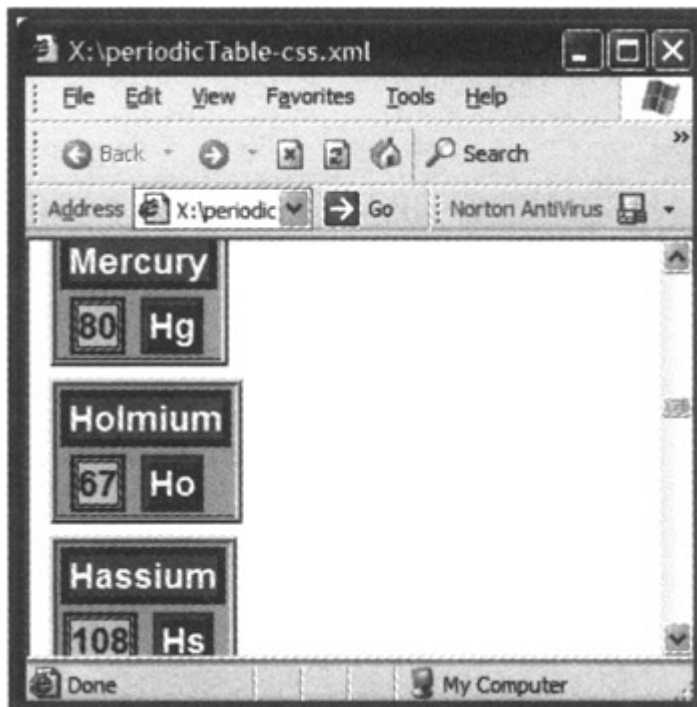 X:\periodicTable-css.xml
File Edit View Favorites Tools Help
Back Search »
Address X:\periodic Go Norton AntiVirus
Mercury
80 Hg
Holmium
67 Ho
Hassium
108 Hs
Done My Computer